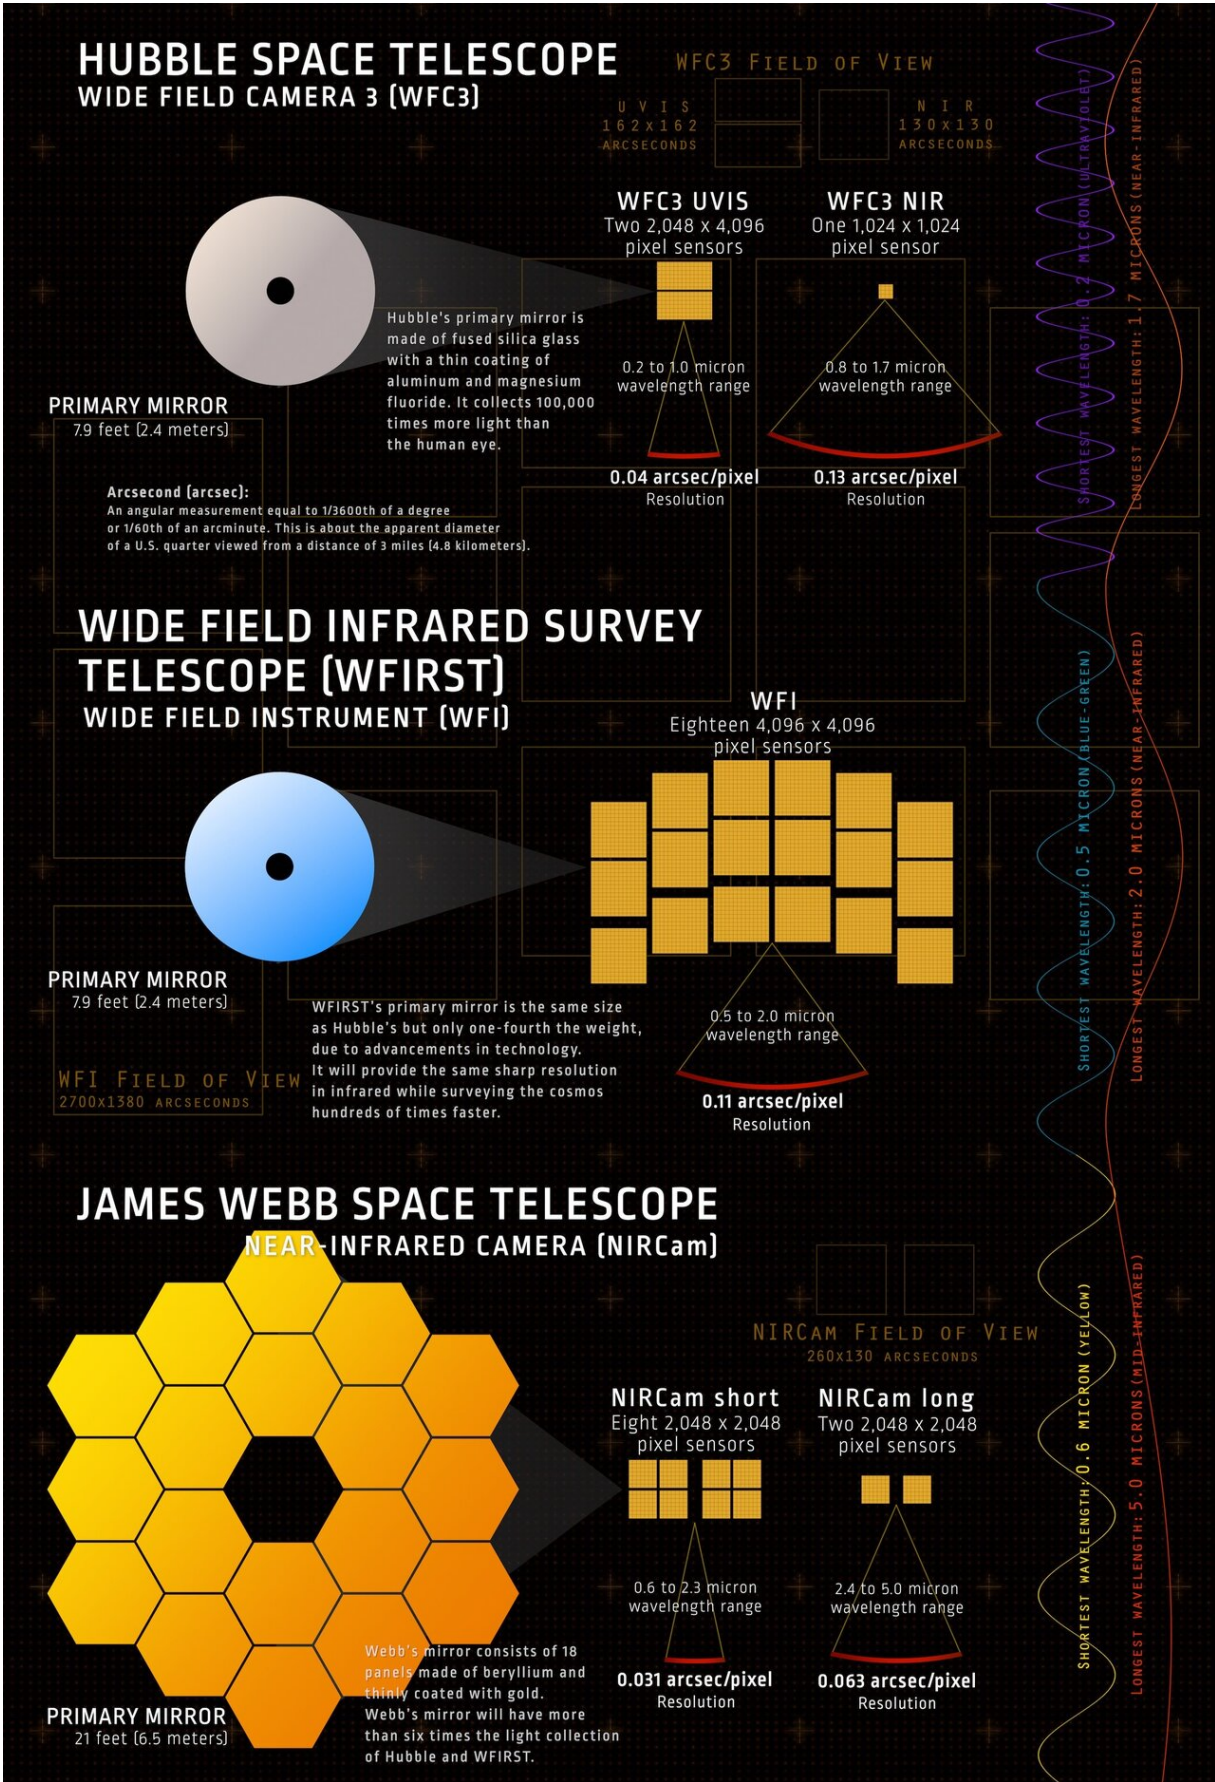 HUBBLE SPACE TELESCOPE
WIDE FIELD CAMERA 3 (WFC3)
WFC3 FIELD OF VIEW
UVIS
162x162
ARCSECONDS
NIR
130x130
ARCSECONDS
WFC3 UVIS
Two 2,048 x 4,096
pixel sensors
WFC3 NIR
One 1,024 x 1,024
pixel sensor
Hubble's primary mirror is
made of fused silica glass
with a thin coating of
aluminum and magnesium
fluoride. It collects 100,000
times more light than
the human eye.
0.2 to 1.0 micron
wavelength range
0.8 to 1.7 micron
wavelength range
PRIMARY MIRROR
7.9 feet (2.4 meters)
0.04 arcsec/pixel
Resolution
0.13 arcsec/pixel
Resolution
Arcsecond (arcsec):
An angular measurement equal to 1/3600th of a degree
or 1/60th of an arcminute. This is about the apparent diameter
of a U.S. quarter viewed from a distance of 3 miles (4.8 kilometers).
SHORTEST WAVELENGTH: 0.2 MICRON (ULTRAVIOLET)
LONGEST WAVELENGTH: 1.7 MICRONS (NEAR-INFRARED)
WIDE FIELD INFRARED SURVEY
TELESCOPE (WFIRST)
WIDE FIELD INSTRUMENT (WFI)
WFI
Eighteen 4,096 x 4,096
pixel sensors
PRIMARY MIRROR
7.9 feet (2.4 meters)
WFIRST's primary mirror is the same size
as Hubble's but only one-fourth the weight,
due to advancements in technology.
It will provide the same sharp resolution
in infrared while surveying the cosmos
hundreds of times faster.
0.5 to 2.0 micron
wavelength range
WFI FIELD OF VIEW
2700x1380 ARCSECONDS
0.11 arcsec/pixel
Resolution
SHORTEST WAVELENGTH: 0.5 MICRON (BLUE-GREEN)
LONGEST WAVELENGTH: 2.0 MICRONS (NEAR-INFRARED)
JAMES WEBB SPACE TELESCOPE
NEAR-INFRARED CAMERA (NIRCam)
NIRCAM FIELD OF VIEW
260x130 ARCSECONDS
NIRCam short
Eight 2,048 x 2,048
pixel sensors
NIRCam long
Two 2,048 x 2,048
pixel sensors
0.6 to 2.3 micron
wavelength range
2.4 to 5.0 micron
wavelength range
0.031 arcsec/pixel
Resolution
0.063 arcsec/pixel
Resolution
Webb's mirror consists of 18
panels made of beryllium and
thinly coated with gold.
Webb's mirror will have more
than six times the light collection
of Hubble and WFIRST.
PRIMARY MIRROR
21 feet (6.5 meters)
SHORTEST WAVELENGTH: 0.6 MICRON (YELLOW)
LONGEST WAVELENGTH: 5.0 MICRONS (MID-INFRARED)